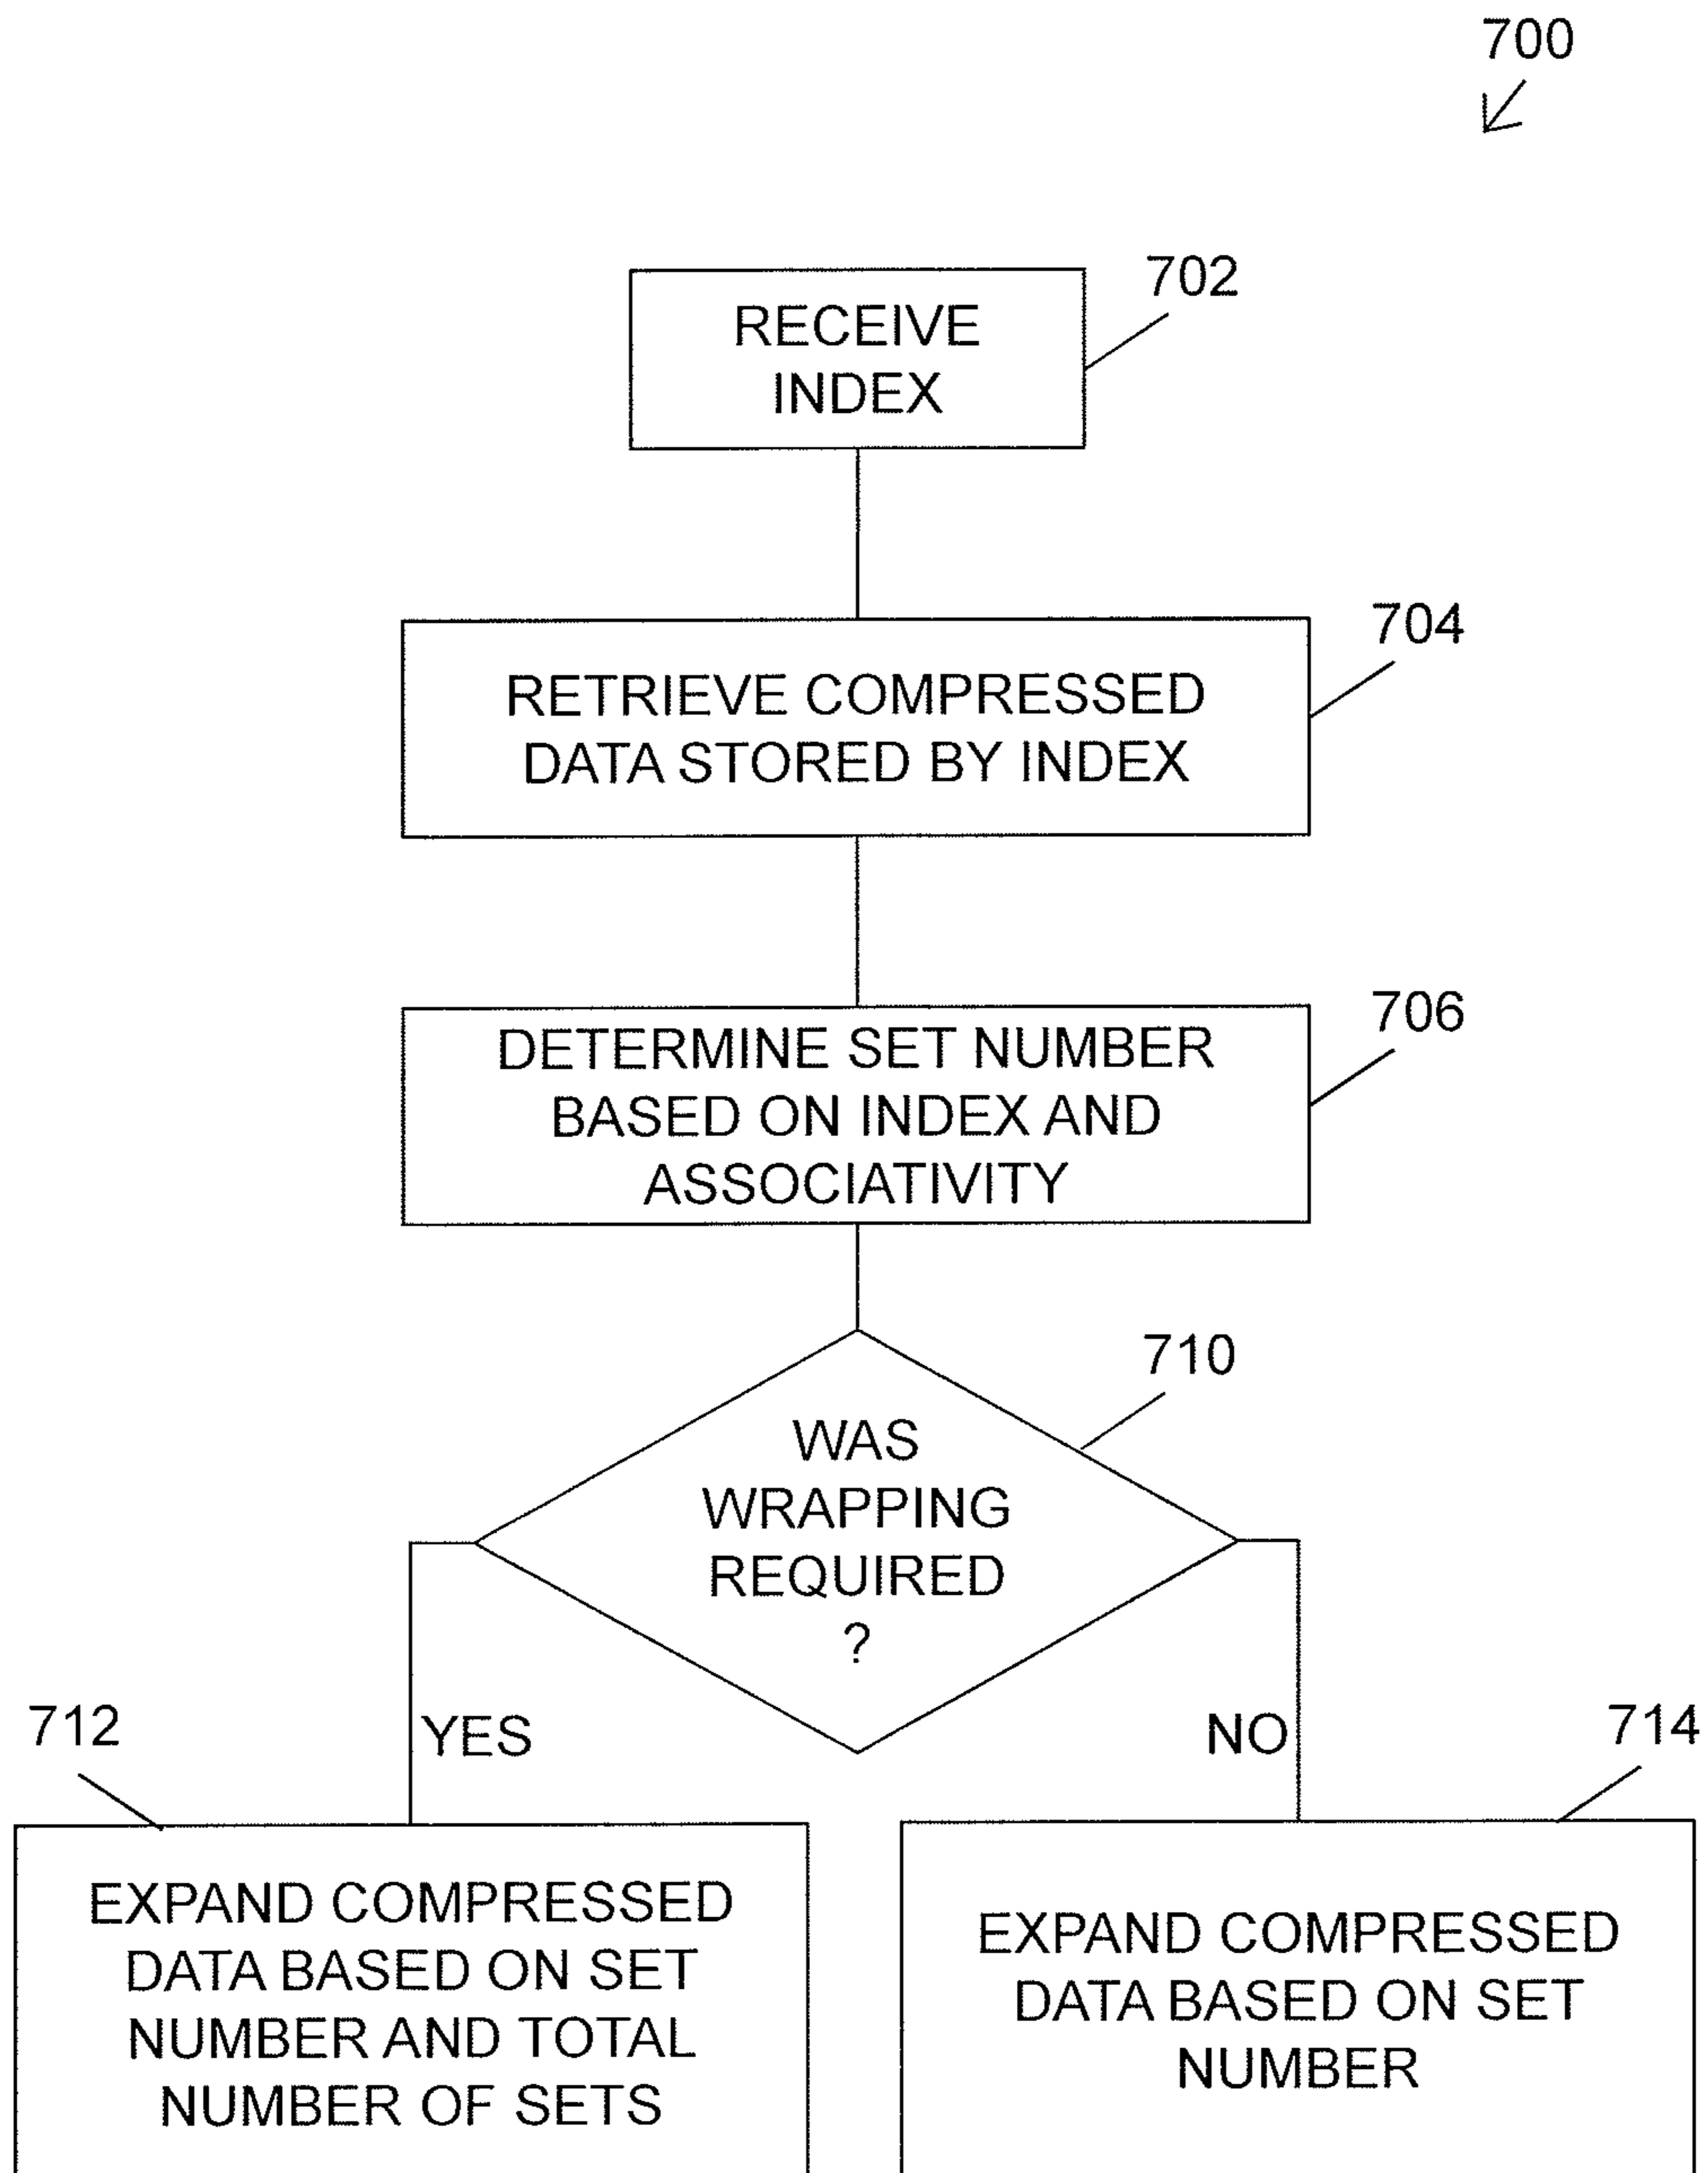 700
702
RECEIVE
INDEX
704
RETRIEVE COMPRESSED
DATA STORED BY INDEX
706
DETERMINE SET NUMBER
BASED ON INDEX AND
ASSOCIATIVITY
710
WAS
WRAPPING
REQUIRED
?
712
YES
NO
714
EXPAND COMPRESSED
DATA BASED ON SET
NUMBER AND TOTAL
NUMBER OF SETS
EXPAND COMPRESSED
DATA BASED ON SET
NUMBER